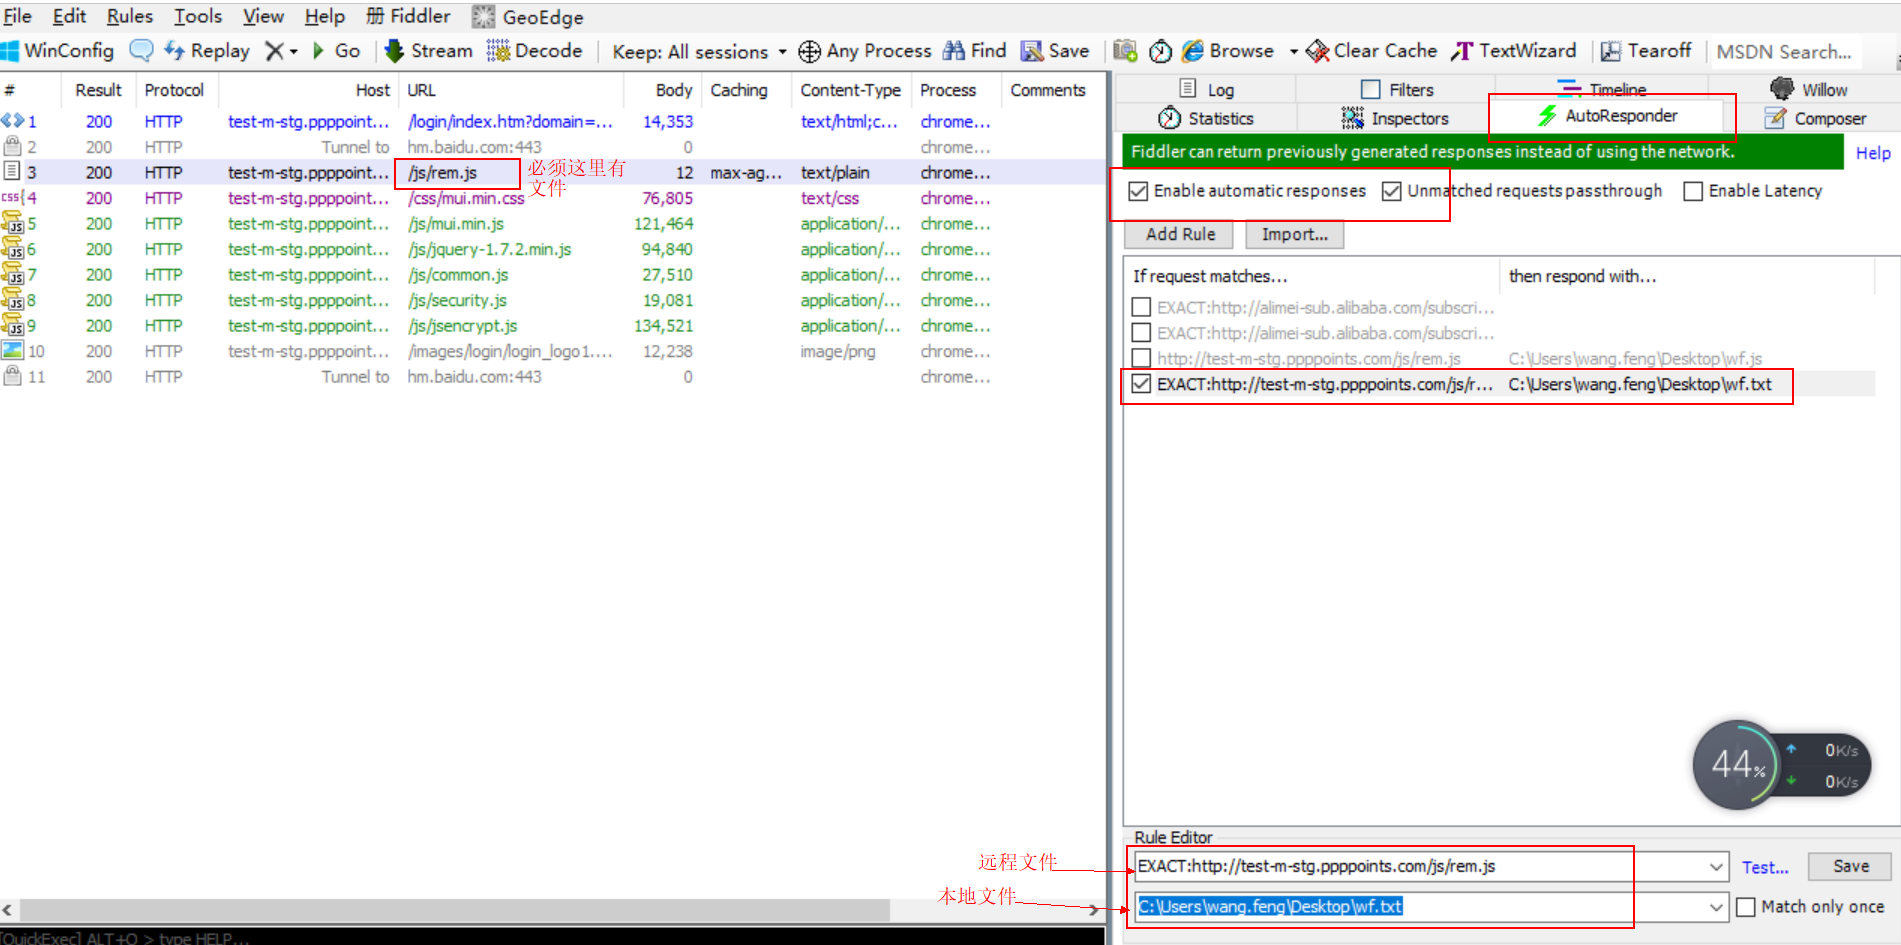 File Edit Rules Tools View Help 册 Fiddler GeoEdge
WinConfig Replay Go Stream Decode Keep: All sessions Any Process Find Save Browse Clear Cache TextWizard Tearoff MSDN Search...
# Result Protocol Host URL Body Caching Content-Type Process Comments
1 200 HTTP test-m-stg.ppppoint... /login/index.htm?domain=... 14,353 text/html;c... chrome...
2 200 HTTP Tunnel to hm.baidu.com:443 0 chrome...
3 200 HTTP test-m-stg.ppppoint... /js/rem.js 12 max-ag... text/plain chrome...
必须这里有
文件
4 200 HTTP test-m-stg.ppppoint... /css/mui.min.css 76,805 text/css chrome...
5 200 HTTP test-m-stg.ppppoint... /js/mui.min.js 121,464 application/... chrome...
6 200 HTTP test-m-stg.ppppoint... /js/jquery-1.7.2.min.js 94,840 application/... chrome...
7 200 HTTP test-m-stg.ppppoint... /js/common.js 27,510 application/... chrome...
8 200 HTTP test-m-stg.ppppoint... /js/security.js 19,081 application/... chrome...
9 200 HTTP test-m-stg.ppppoint... /js/jsencrypt.js 134,521 application/... chrome...
10 200 HTTP test-m-stg.ppppoint... /images/login/login_logo1.... 12,238 image/png chrome...
11 200 HTTP Tunnel to hm.baidu.com:443 0 chrome...
Log Filters Timeline Willow
Statistics Inspectors AutoResponder Composer
Fiddler can return previously generated responses instead of using the network. Help
Enable automatic responses Unmatched requests passthrough Enable Latency
Add Rule Import...
If request matches... then respond with...
EXACT:http://alimei-sub.alibaba.com/subscri...
EXACT:http://alimei-sub.alibaba.com/subscri...
http://test-m-stg.ppppoints.com/js/rem.js C:\Users\wang.feng\Desktop\wf.js
EXACT:http://test-m-stg.ppppoints.com/js/r... C:\Users\wang.feng\Desktop\wf.txt
44% 0K/s
0K/s
Rule Editor
远程文件 EXACT:http://test-m-stg.ppppoints.com/js/rem.js Test... Save
本地文件 C:\Users\wang.feng\Desktop\wf.txt Match only once
[QuickExec] ALT+Q > type HELP...